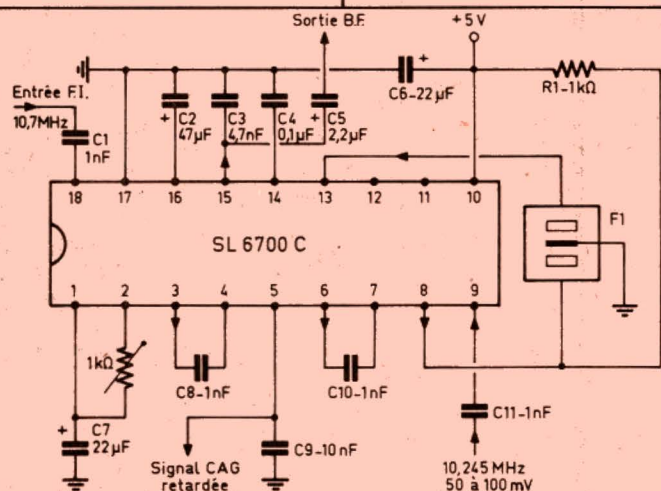 Sortie B.F.
+5 V
Entrée F.I.
10,7MHz
C1
1nF
C2
+ 47µF
C3
4,7nF
C4
0,1µF
+ C5
2,2µF
+
C6-22µF
R1-1kΩ
18 17 16 15 14 13 12 11 10
SL 6700 C
F1
1 2 3 4 5 6 7 8 9
1kΩ
C8-1nF
C10-1nF
C11-1nF
+ C7
22µF
C9-10nF
Signal CAG
retardée
10,245 MHz
50 à 100 mV